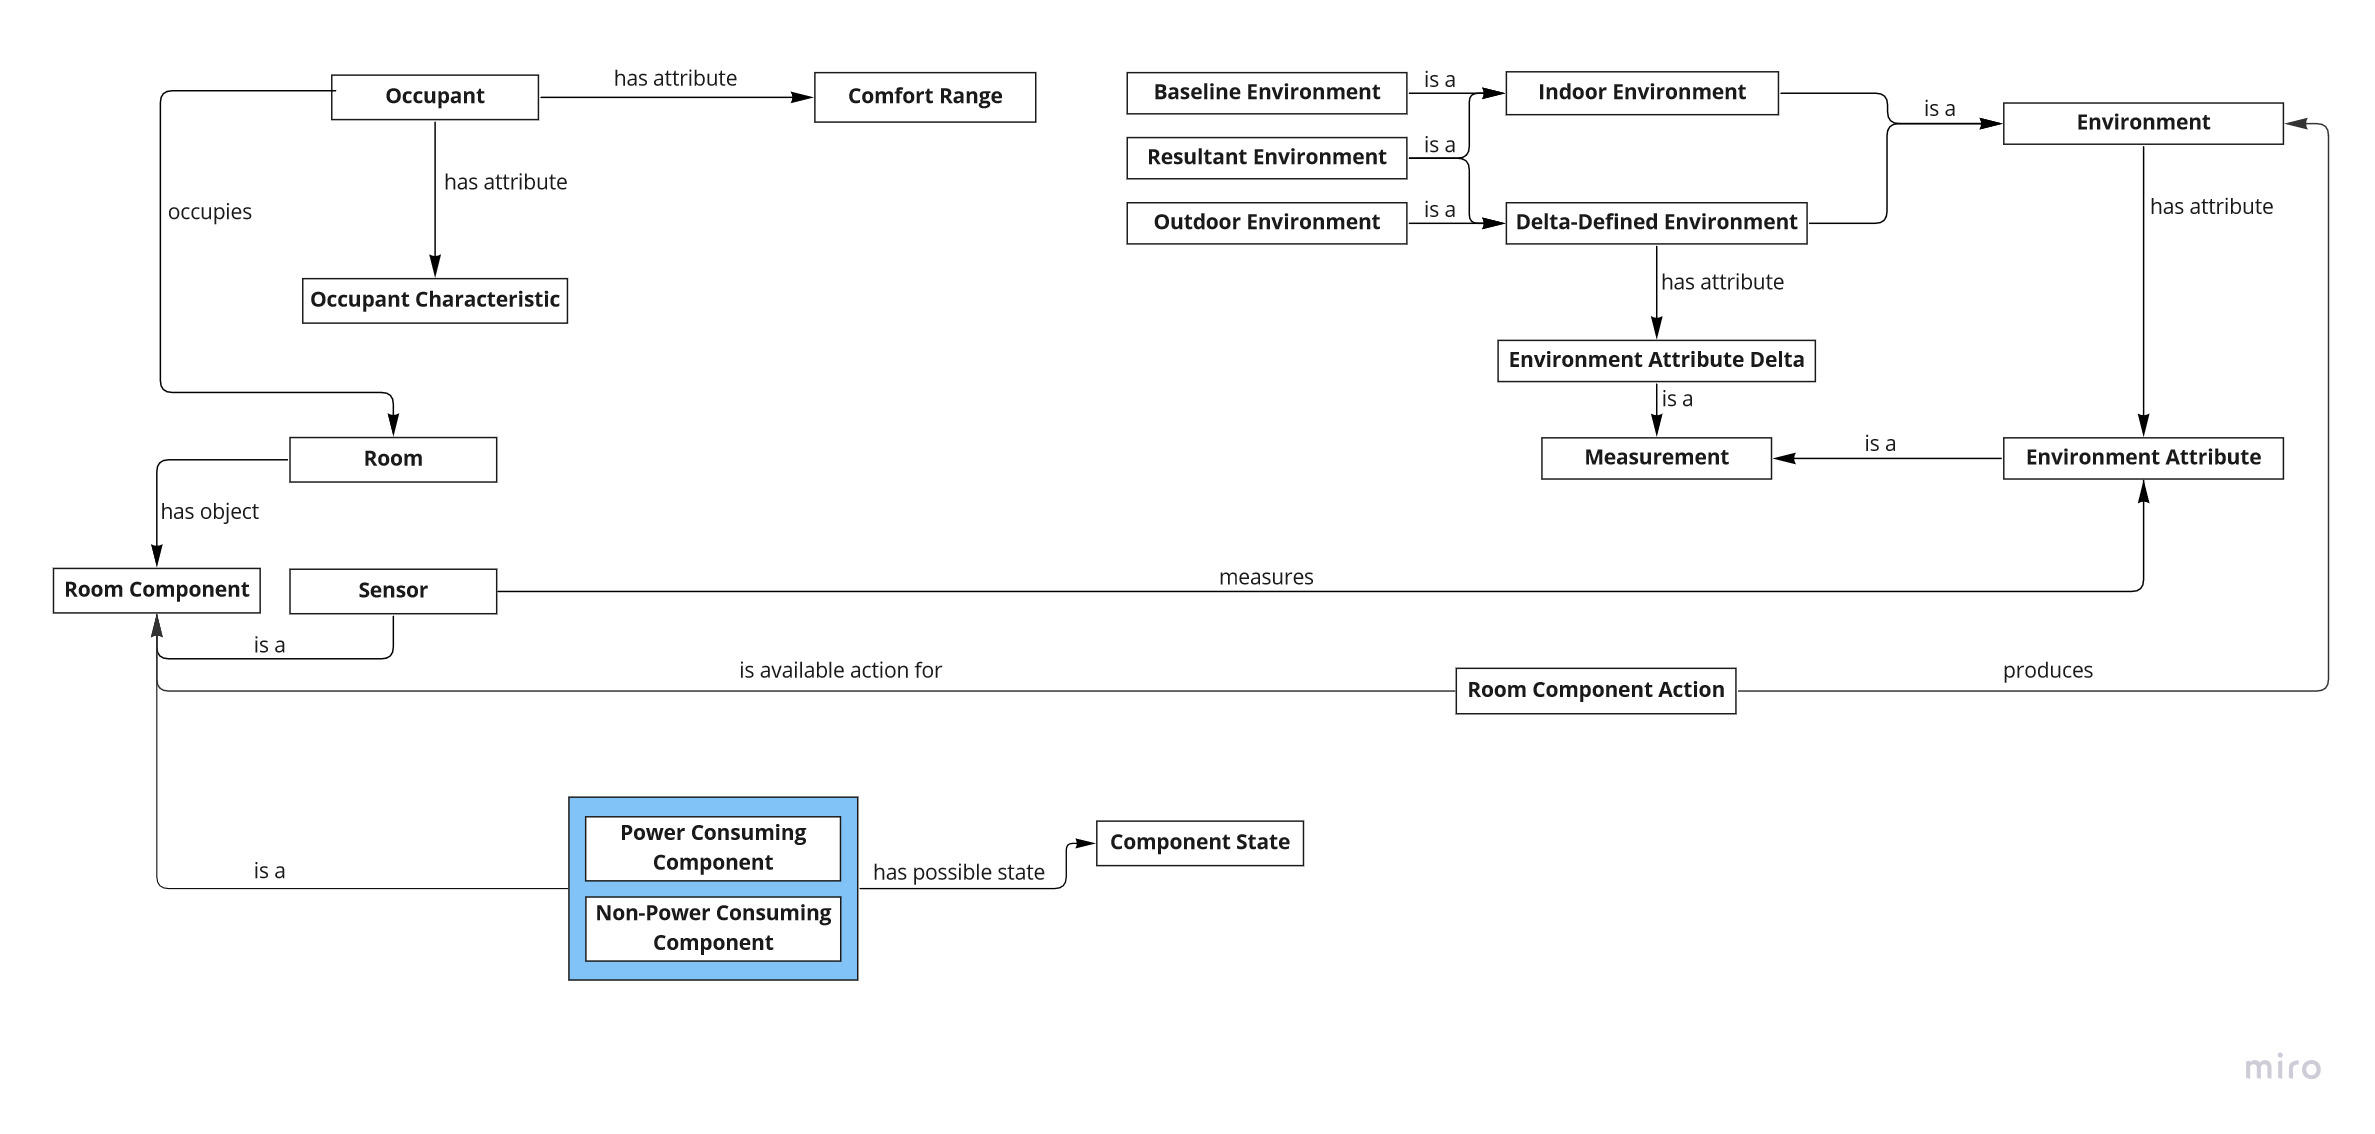 Occupant
has attribute
Comfort Range
has attribute
occupies
Occupant Characteristic
Room
has object
Room Component
Sensor
is a
measures
Baseline Environment
is a
Indoor Environment
is a
Environment
Resultant Environment
is a
Outdoor Environment
is a
Delta-Defined Environment
has attribute
has attribute
Environment Attribute Delta
is a
Measurement
is a
Environment Attribute
is available action for
Room Component Action
produces
is a
Power Consuming
Component
Non-Power Consuming
Component
has possible state
Component State
miro